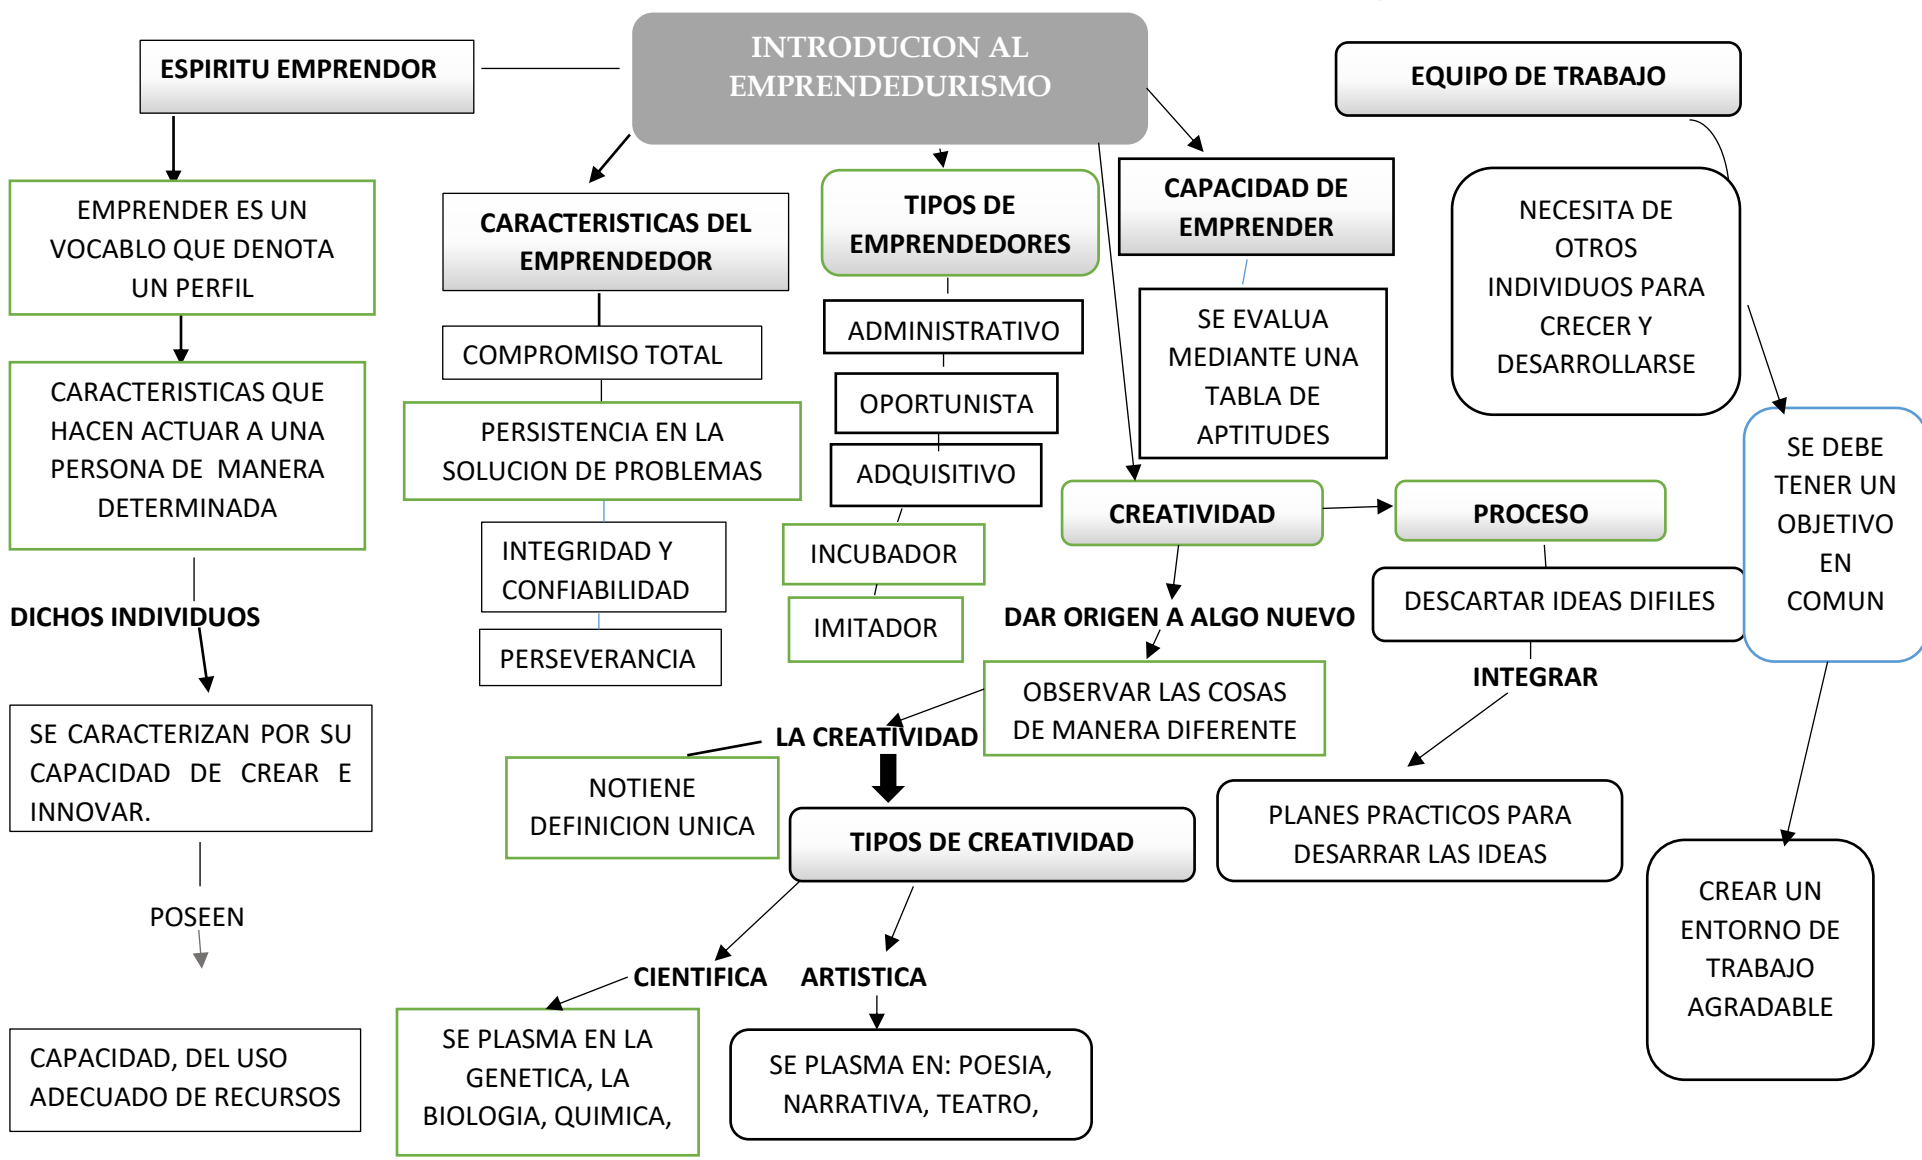 INTRODUCION AL
EMPRENDEDURISMO
ESPIRITU EMPRENDOR
EMPRENDER ES UN
VOCABLO QUE DENOTA
UN PERFIL
CARACTERISTICAS QUE
HACEN ACTUAR A UNA
PERSONA DE MANERA
DETERMINADA
DICHOS INDIVIDUOS
SE CARACTERIZAN POR SU
CAPACIDAD DE CREAR E
INNOVAR.
POSEEN
CAPACIDAD, DEL USO
ADECUADO DE RECURSOS
CARACTERISTICAS DEL
EMPRENDEDOR
COMPROMISO TOTAL
PERSISTENCIA EN LA
SOLUCION DE PROBLEMAS
INTEGRIDAD Y
CONFIABILIDAD
PERSEVERANCIA
TIPOS DE
EMPRENDEDORES
ADMINISTRATIVO
OPORTUNISTA
ADQUISITIVO
INCUBADOR
IMITADOR
CAPACIDAD DE
EMPRENDER
SE EVALUA
MEDIANTE UNA
TABLA DE
APTITUDES
CREATIVIDAD
DAR ORIGEN A ALGO NUEVO
OBSERVAR LAS COSAS
DE MANERA DIFERENTE
LA CREATIVIDAD
NOTIENE
DEFINICION UNICA
TIPOS DE CREATIVIDAD
CIENTIFICA
SE PLASMA EN LA
GENETICA, LA
BIOLOGIA, QUIMICA,
ARTISTICA
SE PLASMA EN: POESIA,
NARRATIVA, TEATRO,
PROCESO
DESCARTAR IDEAS DIFILES
INTEGRAR
PLANES PRACTICOS PARA
DESARRAR LAS IDEAS
EQUIPO DE TRABAJO
NECESITA DE
OTROS
INDIVIDUOS PARA
CRECER Y
DESARROLLARSE
SE DEBE
TENER UN
OBJETIVO
EN
COMUN
CREAR UN
ENTORNO DE
TRABAJO
AGRADABLE